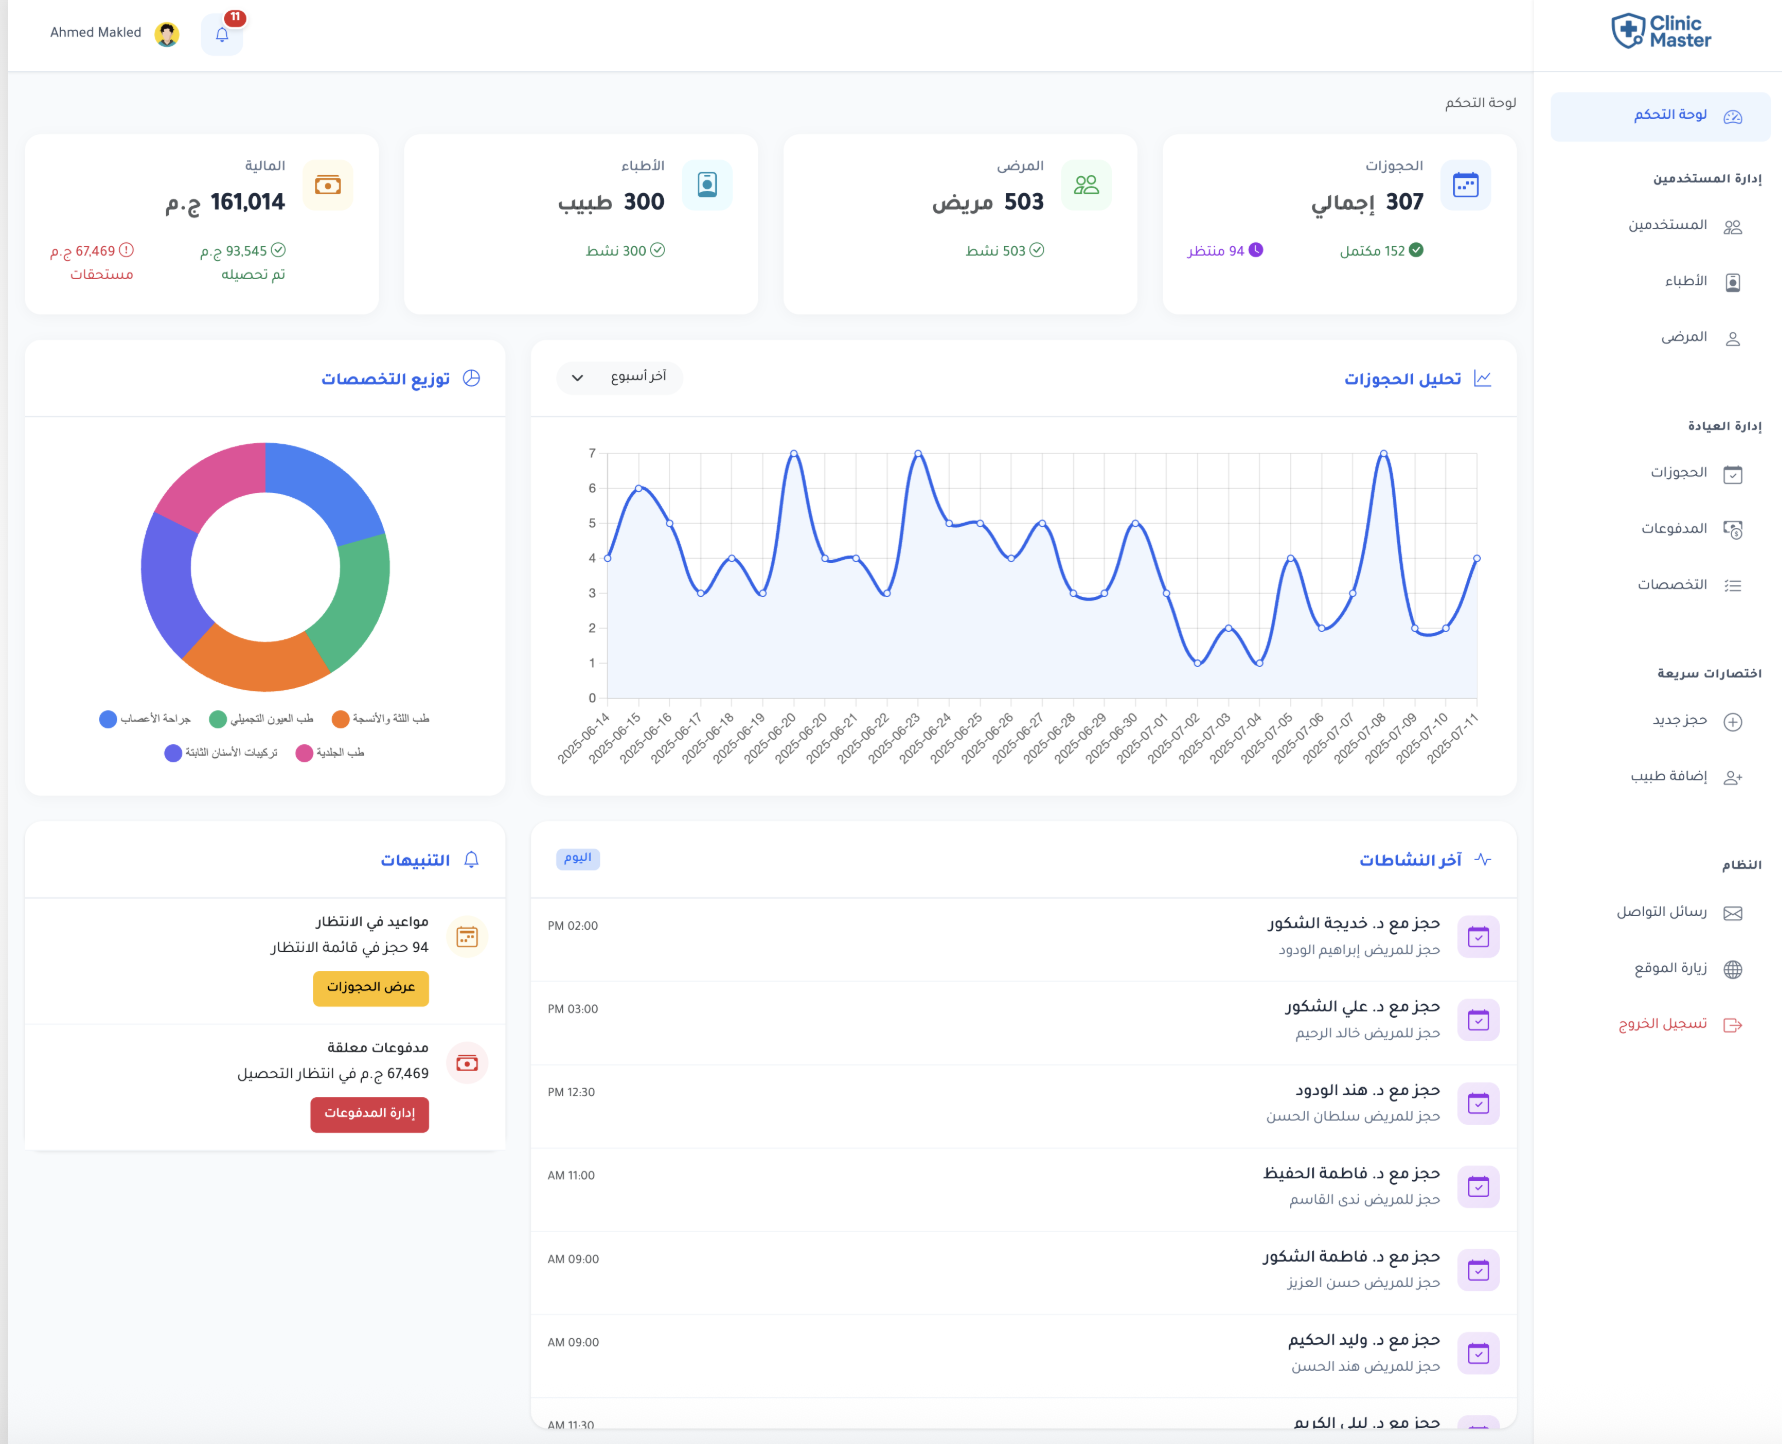 Clinic
Master
11
Ahmed Makled
لوحة التحكم
إدارة المستخدمين
المستخدمين
الأطباء
المرضى
إدارة العيادة
الحجوزات
المدفوعات
التخصصات
اختصارات سريعة
حجز جديد
إضافة طبيب
النظام
رسائل التواصل
زيارة الموقع
تسجيل الخروج
لوحة التحكم
الحجوزات
307 إجمالي
152 مكتمل
94 منتظر
المرضى
503 مريض
503 نشط
الأطباء
300 طبيب
300 نشط
المالية
161,014 ج.م
93,545 ج.م
تم تحصيله
67,469 ج.م
مستحقات
تحليل الحجوزات
آخر أسبوع
7
6
5
4
3
2
1
0
2025-06-14
2025-06-15
2025-06-16
2025-06-17
2025-06-18
2025-06-19
2025-06-20
2025-06-20
2025-06-21
2025-06-22
2025-06-23
2025-06-24
2025-06-25
2025-06-26
2025-06-27
2025-06-28
2025-06-29
2025-06-30
2025-07-01
2025-07-02
2025-07-03
2025-07-04
2025-07-05
2025-07-06
2025-07-07
2025-07-08
2025-07-09
2025-07-10
2025-07-11
توزيع التخصصات
جراحة الأعصاب
طب العيون التجميلي
طب اللثة والأنسجة
تركيبات الأسنان الثابتة
طب الجلدية
آخر النشاطات
اليوم
حجز مع د. خديجة الشكور
حجز للمريض إبراهيم الودود
02:00 PM
حجز مع د. علي الشكور
حجز للمريض خالد الرحيم
03:00 PM
حجز مع د. هند الودود
حجز للمريض سلطان الحسن
12:30 PM
حجز مع د. فاطمة الحفيظ
حجز للمريض ندى القاسم
11:00 AM
حجز مع د. فاطمة الشكور
حجز للمريض حسن العزيز
09:00 AM
حجز مع د. وليد الحكيم
حجز للمريض هند الحسن
09:00 AM
حجز مع د. ليلى الكريم
11:30 AM
التنبيهات
مواعيد في الانتظار
94 حجز في قائمة الانتظار
عرض الحجوزات
مدفوعات معلقة
67,469 ج.م في انتظار التحصيل
إدارة المدفوعات